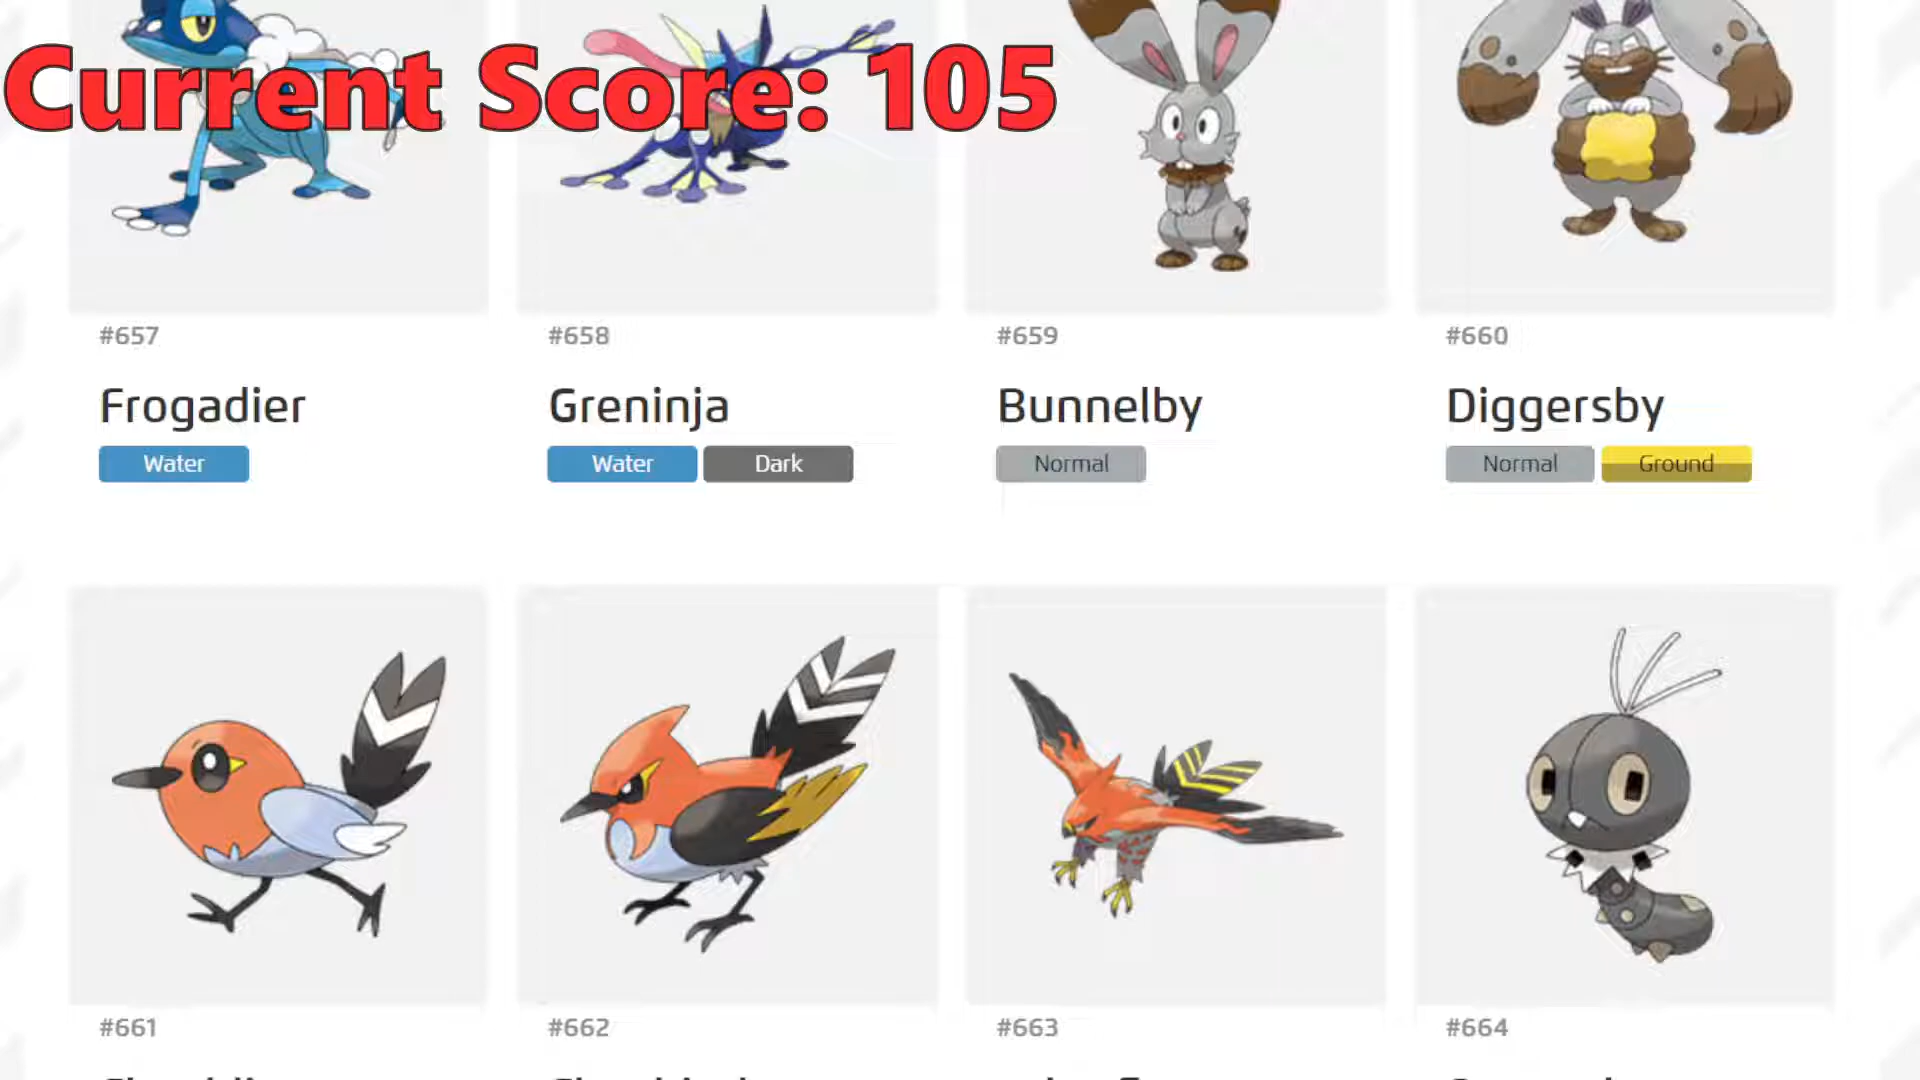 Current Score: 105
#657
#658
#659
#660
Frogadier
Greninja
Bunnelby
Diggersby
Water
Water
Dark
Normal
Normal
Ground
#661
#662
#663
#664